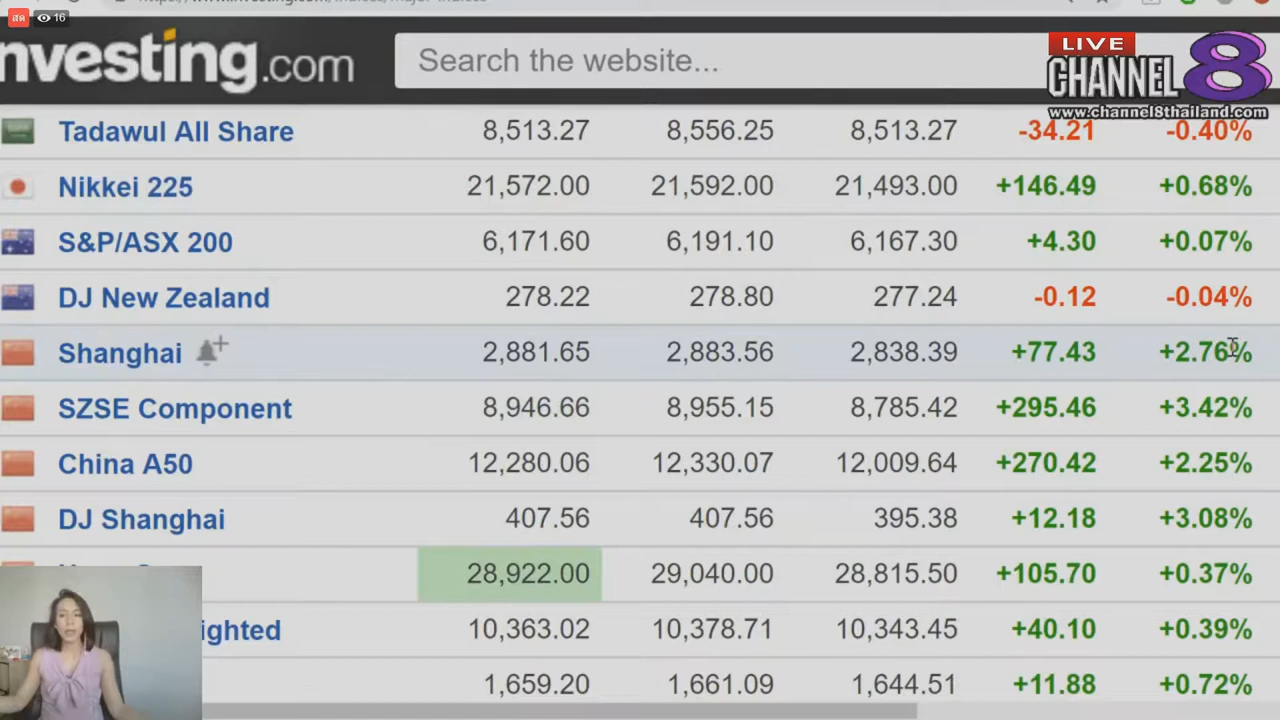 สด 16
nvesting.com
Search the website...
LIVE
CHANNEL 8
www.channel8thailand.com
Tadawul All Share 8,513.27 8,556.25 8,513.27 -34.21 -0.40%
Nikkei 225 21,572.00 21,592.00 21,493.00 +146.49 +0.68%
S&P/ASX 200 6,171.60 6,191.10 6,167.30 +4.30 +0.07%
DJ New Zealand 278.22 278.80 277.24 -0.12 -0.04%
Shanghai 2,881.65 2,883.56 2,838.39 +77.43 +2.76%
SZSE Component 8,946.66 8,955.15 8,785.42 +295.46 +3.42%
China A50 12,280.06 12,330.07 12,009.64 +270.42 +2.25%
DJ Shanghai 407.56 407.56 395.38 +12.18 +3.08%
28,922.00 29,040.00 28,815.50 +105.70 +0.37%
ighted 10,363.02 10,378.71 10,343.45 +40.10 +0.39%
1,659.20 1,661.09 1,644.51 +11.88 +0.72%